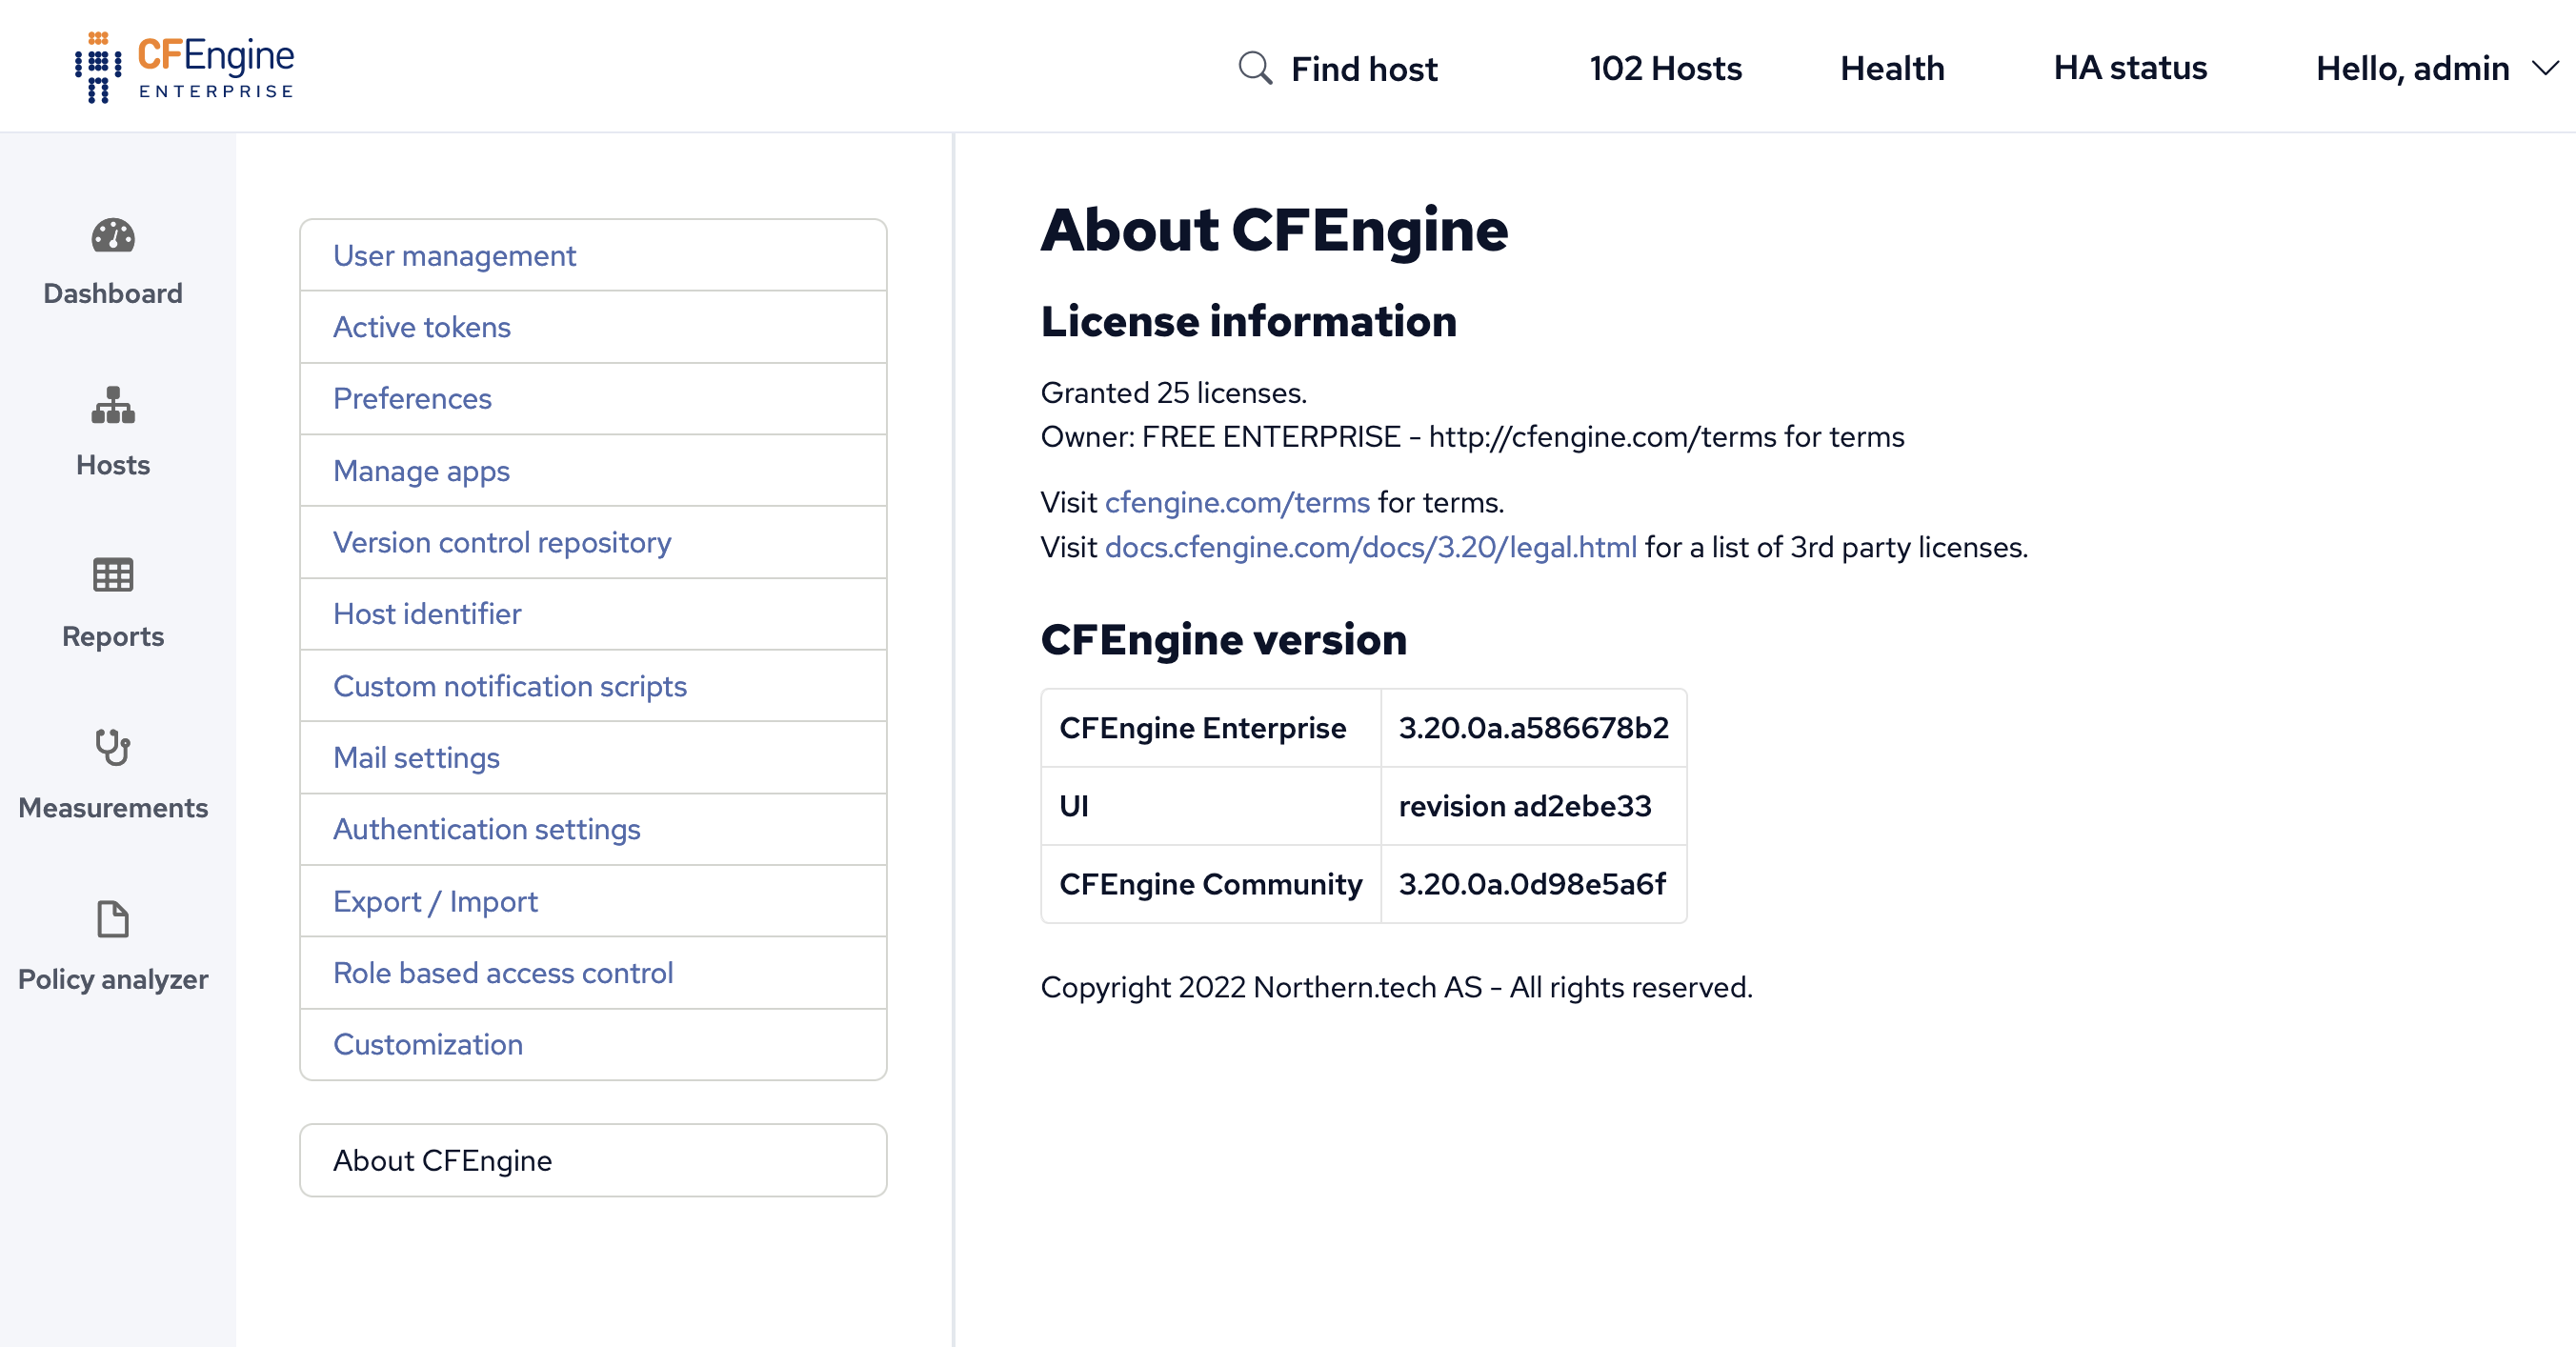 CFEngine
ENTERPRISE
Find host
102 Hosts
Health
HA status
Hello, admin
Dashboard
Hosts
Reports
Measurements
Policy analyzer
User management
Active tokens
Preferences
Manage apps
Version control repository
Host identifier
Custom notification scripts
Mail settings
Authentication settings
Export / Import
Role based access control
Customization
About CFEngine
About CFEngine
License information
Granted 25 licenses.
Owner: FREE ENTERPRISE - http://cfengine.com/terms for terms
Visit cfengine.com/terms for terms.
Visit docs.cfengine.com/docs/3.20/legal.html for a list of 3rd party licenses.
CFEngine version
CFEngine Enterprise 3.20.0a.a586678b2
UI revision ad2ebe33
CFEngine Community 3.20.0a.0d98e5a6f
Copyright 2022 Northern.tech AS - All rights reserved.